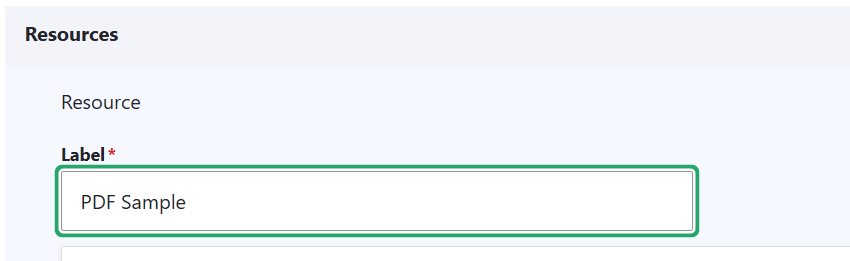 Resources
Resource
Label *
PDF Sample